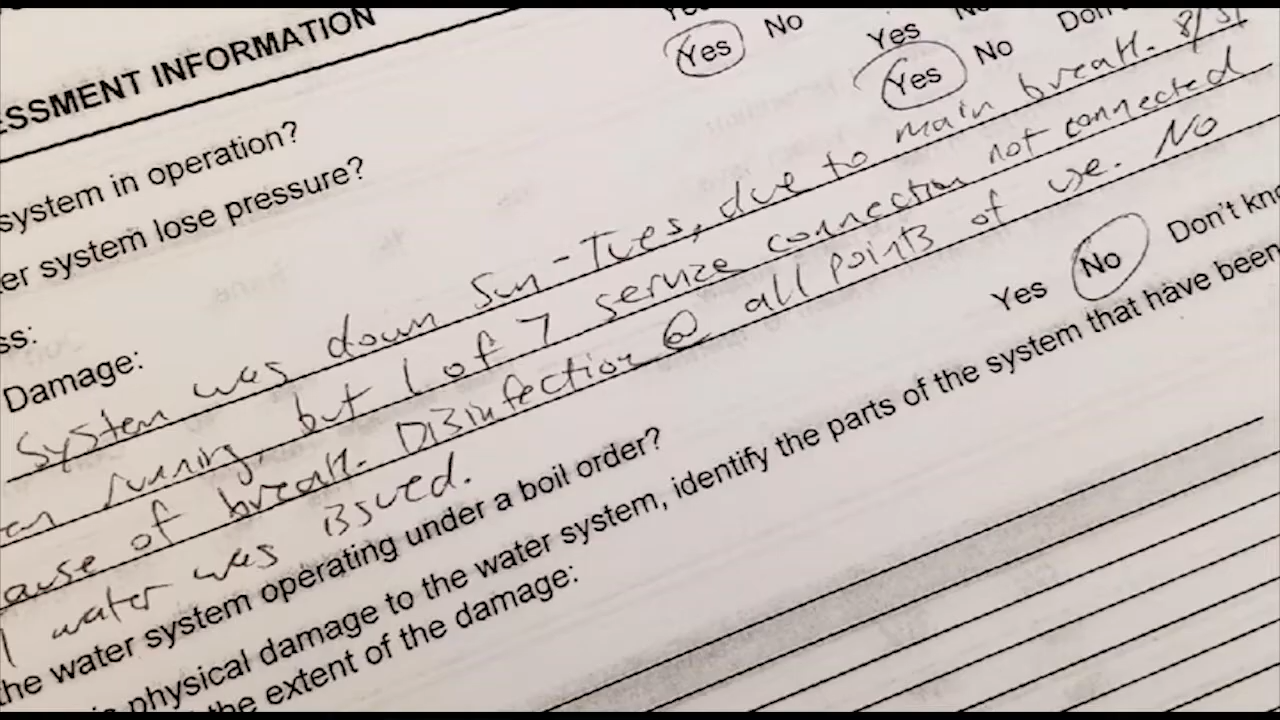 ESSMENT INFORMATION
Yes No
system in operation? Yes No Don't
er system lose pressure? Yes No
ss:
Damage:
System was down Sun-Tues, due to main break. 8/31
running, but 1 of 7 service connection not connected
ause of break. Disinfection @ all points of use. No
l water was issued.
the water system operating under a boil order? Yes No Don't kno
physical damage to the water system, identify the parts of the system that have been
the extent of the damage: